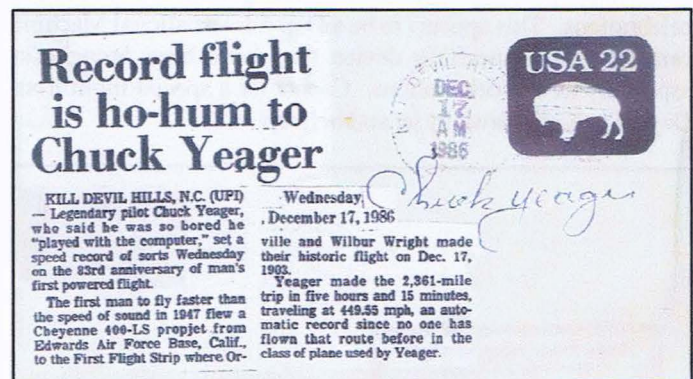 Record flight
is ho-hum to
Chuck Yeager
KILL DEVIL HILLS, N.C. (UPI)
— Legendary pilot Chuck Yeager,
who said he was so bored he
"played with the computer," set a
speed record of sorts Wednesday
on the 83rd anniversary of man's
first powered flight.
The first man to fly faster than
the speed of sound in 1947 flew a
Cheyenne 400-LS propjet from
Edwards Air Force Base, Calif.,
to the First Flight Strip where Or-
Wednesday
December 17, 1986
ville and Wilbur Wright made
their historic flight on Dec. 17,
1903.
Yeager made the 2,361-mile
trip in five hours and 15 minutes,
traveling at 449.55 mph, an auto-
matic record since no one has
flown that route before in the
class of plane used by Yeager.
DEC
17
AM
1986
USA 22
Chuck Yeager